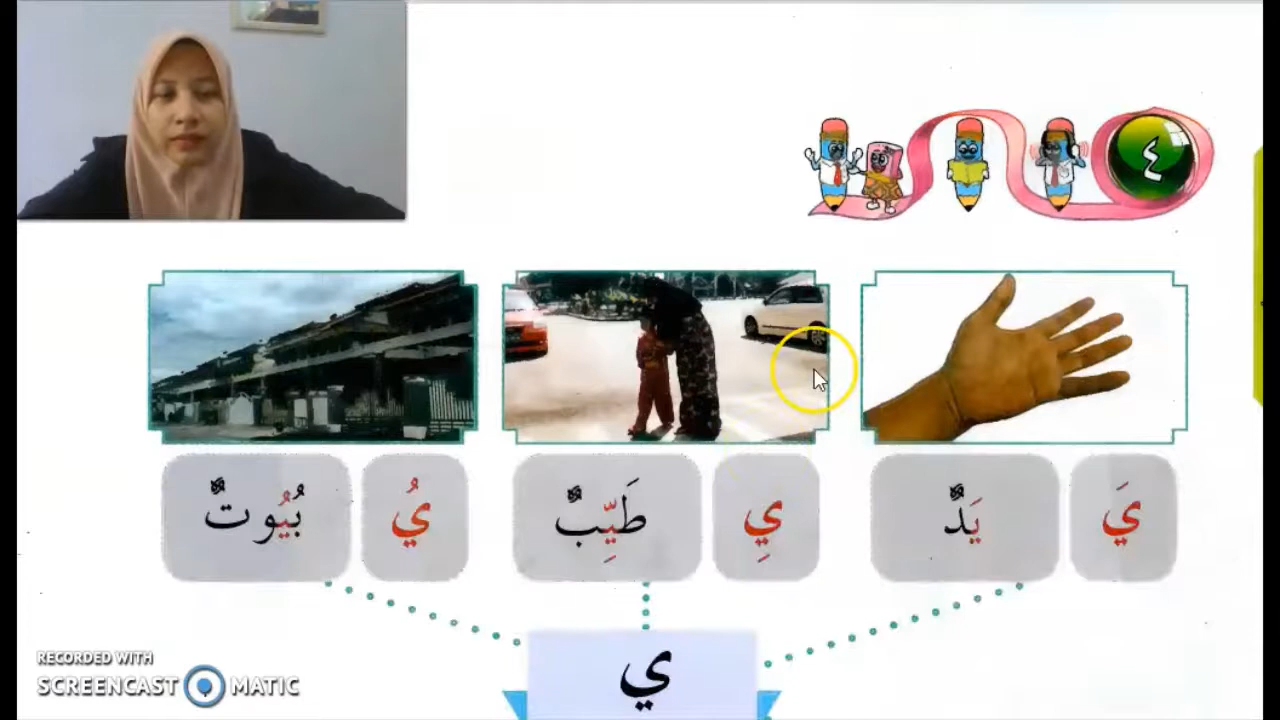 ٤
يَ يَدٌ يِ طَيِّبٌ يُ بُيُوتٌ
ي
RECORDED WITH
SCREENCAST MATIC